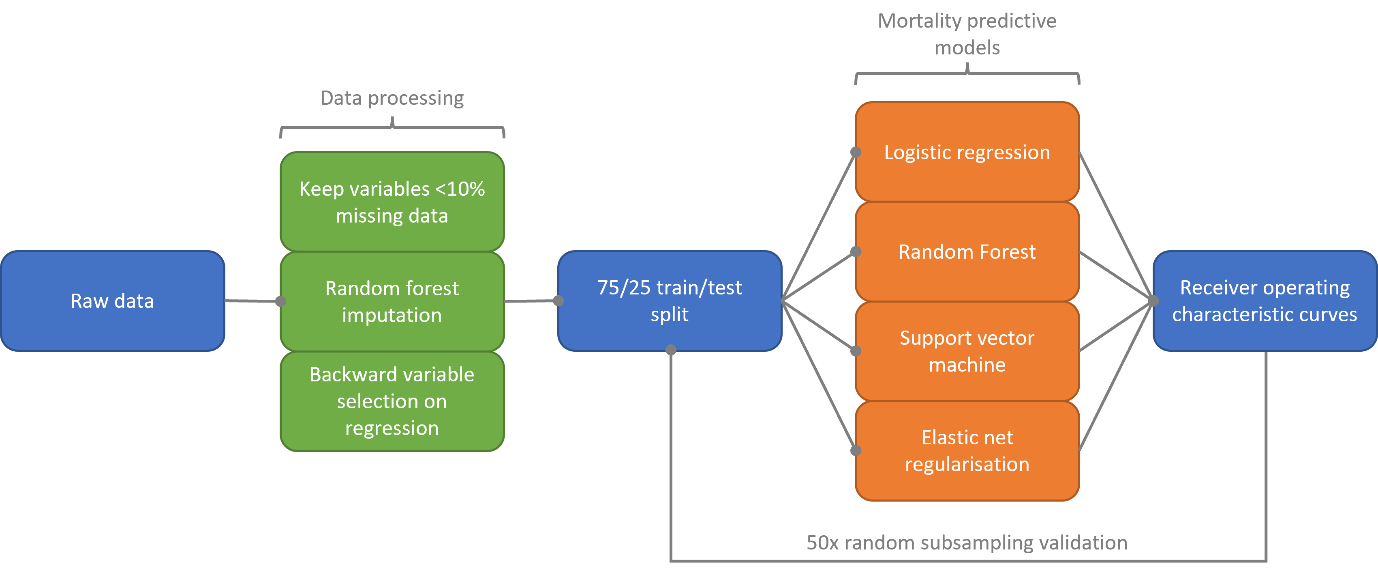 Mortality predictive
models
Data processing
Keep variables <10%
missing data
Random forest
imputation
Backward variable
selection on
regression
Raw data
75/25 train/test
split
Logistic regression
Random Forest
Support vector
machine
Elastic net
regularisation
Receiver operating
characteristic curves
50x random subsampling validation